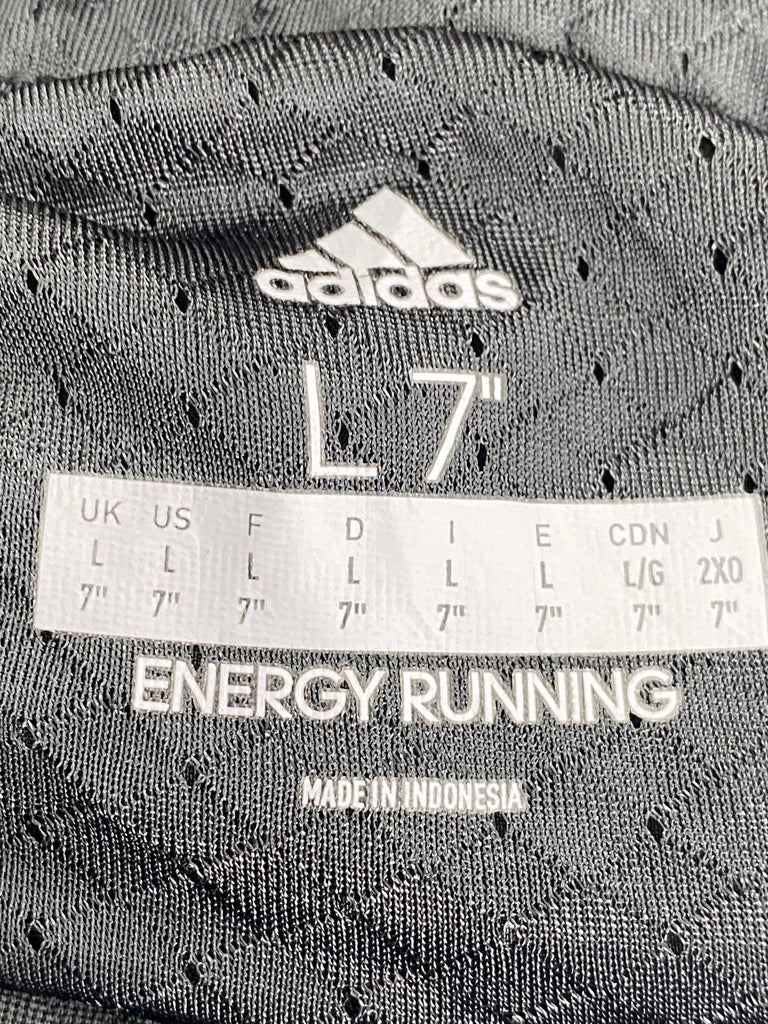 adidas
L 7"
UK US F D I E CDN J
L L L L L L L/G 2XO
7" 7" 7" 7" 7" 7" 7" 7"
ENERGY RUNNING
MADE IN INDONESIA